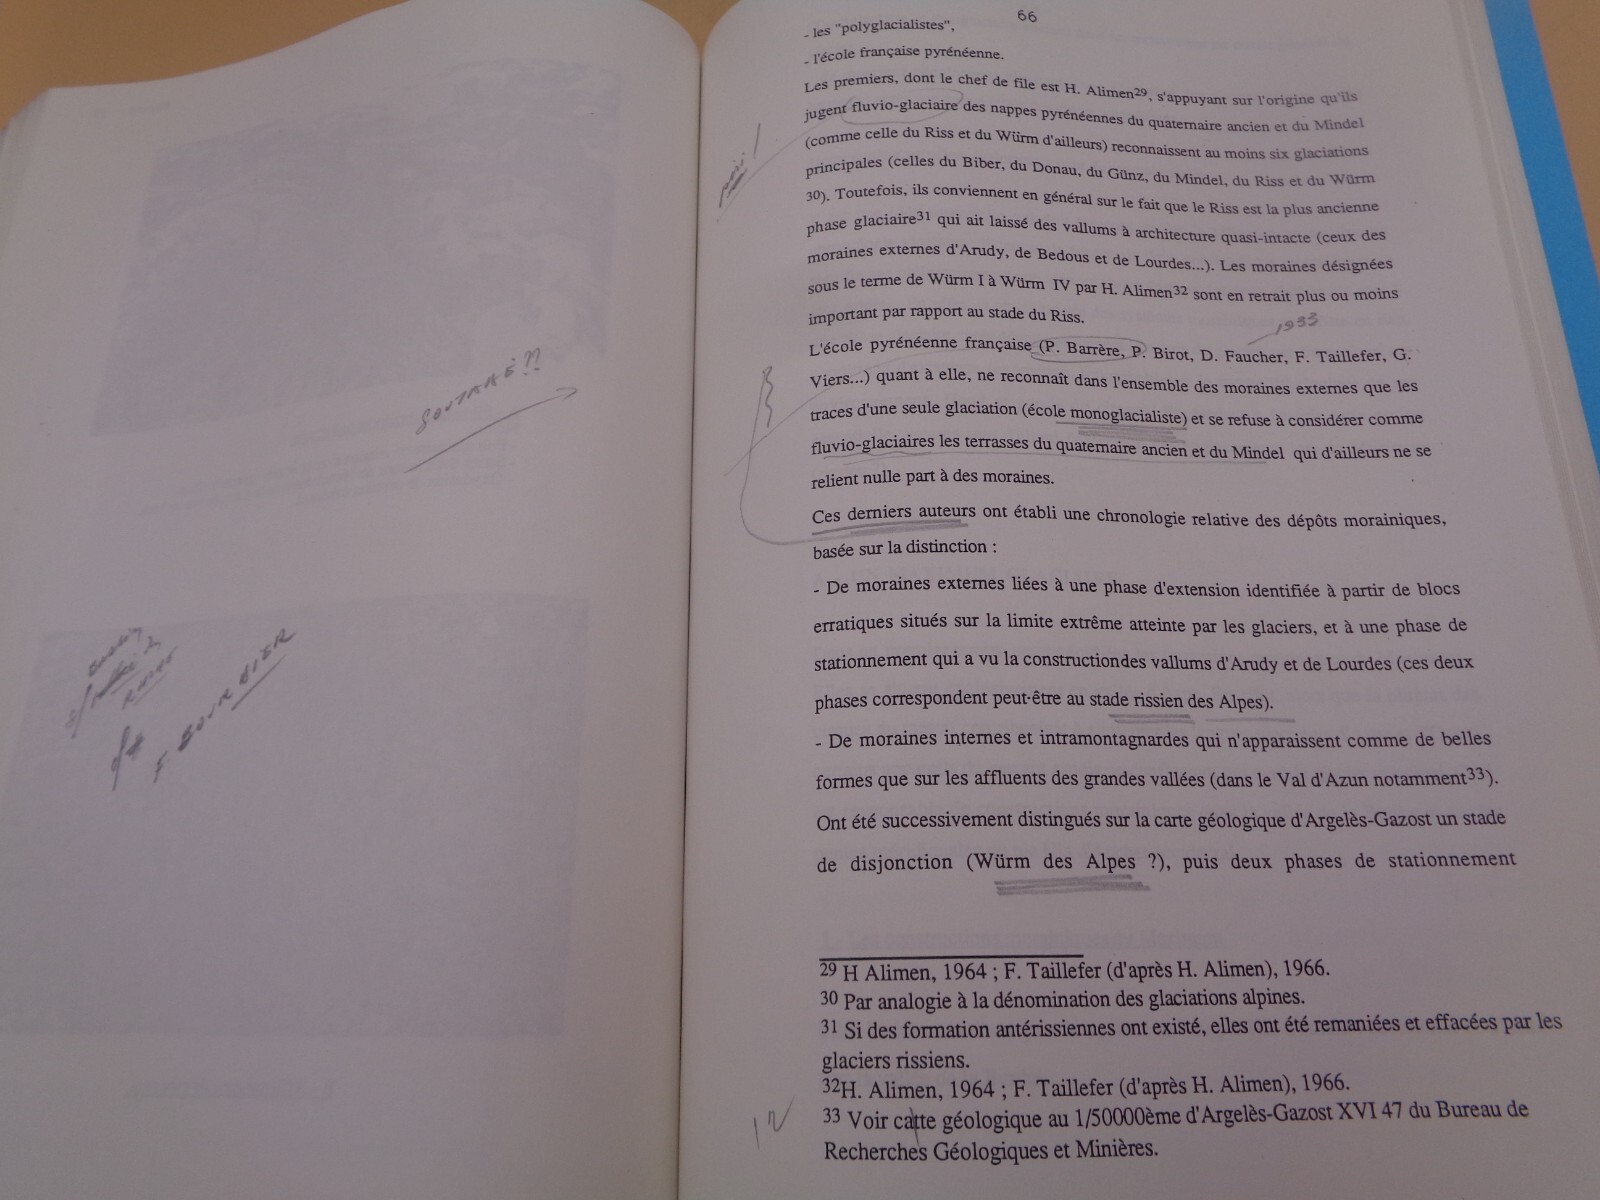 SOUTANE ??
F. BOURDIER
66
- les "polyglacialistes",
- l'école française pyrénéenne.
Les premiers, dont le chef de file est H. Alimen29, s'appuyant sur l'origine qu'ils
jugent fluvio-glaciaire des nappes pyrénéennes du quaternaire ancien et du Mindel
(comme celle du Riss et du Würm d'ailleurs) reconnaissent au moins six glaciations
principales (celles du Biber, du Donau, du Günz, du Mindel, du Riss et du Würm
30). Toutefois, ils conviennent en général sur le fait que le Riss est la plus ancienne
phase glaciaire31 qui ait laissé des vallums à architecture quasi-intacte (ceux des
moraines externes d'Arudy, de Bedous et de Lourdes...). Les moraines désignées
sous le terme de Würm I à Würm IV par H. Alimen32 sont en retrait plus ou moins
important par rapport au stade du Riss.
1933
L'école pyrénéenne française (P. Barrère, P. Birot, D. Faucher, F. Taillefer, G.
Viers...) quant à elle, ne reconnaît dans l'ensemble des moraines externes que les
traces d'une seule glaciation (école monoglacialiste) et se refuse à considérer comme
fluvio-glaciaires les terrasses du quaternaire ancien et du Mindel qui d'ailleurs ne se
relient nulle part à des moraines.
Ces derniers auteurs ont établi une chronologie relative des dépôts morainiques,
basée sur la distinction :
- De moraines externes liées à une phase d'extension identifiée à partir de blocs
erratiques situés sur la limite extrême atteinte par les glaciers, et à une phase de
stationnement qui a vu la constructiondes vallums d'Arudy et de Lourdes (ces deux
phases correspondent peut-être au stade rissien des Alpes).
- De moraines internes et intramontagnardes qui n'apparaissent comme de belles
formes que sur les affluents des grandes vallées (dans le Val d'Azun notamment33).
Ont été successivement distingués sur la carte géologique d'Argelès-Gazost un stade
de disjonction (Würm des Alpes ?), puis deux phases de stationnement
29 H Alimen, 1964 ; F. Taillefer (d'après H. Alimen), 1966.
30 Par analogie à la dénomination des glaciations alpines.
31 Si des formation antérissiennes ont existé, elles ont été remaniées et effacées par les
glaciers rissiens.
32H. Alimen, 1964 ; F. Taillefer (d'après H. Alimen), 1966.
33 Voir catte géologique au 1/50000ème d'Argelès-Gazost XVI 47 du Bureau de
Recherches Géologiques et Minières.